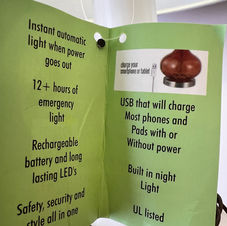 Instant automatic
light when power
goes out
12+ hours of
emergency
light
Rechargeable
battery and long
lasting LED's
Safety, security and
style all in one
charge your
smartphone or tablet
USB that will charge
Most phones and
Pads with or
Without power
Built in night
Light
UL listed